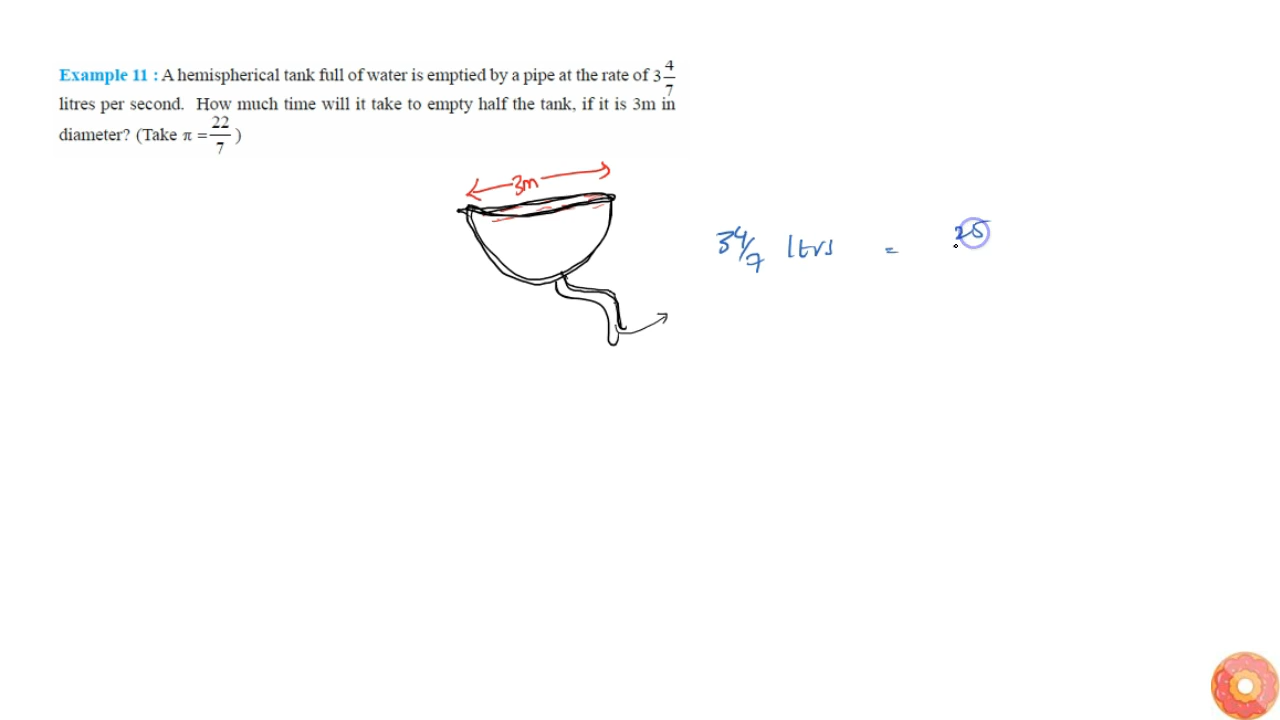 Example 11 : A hemispherical tank full of water is emptied by a pipe at the rate of 3 4/7
litres per second. How much time will it take to empty half the tank, if it is 3m in
diameter? (Take π = 22/7 )
3m
3 4/7 ltrs = 25